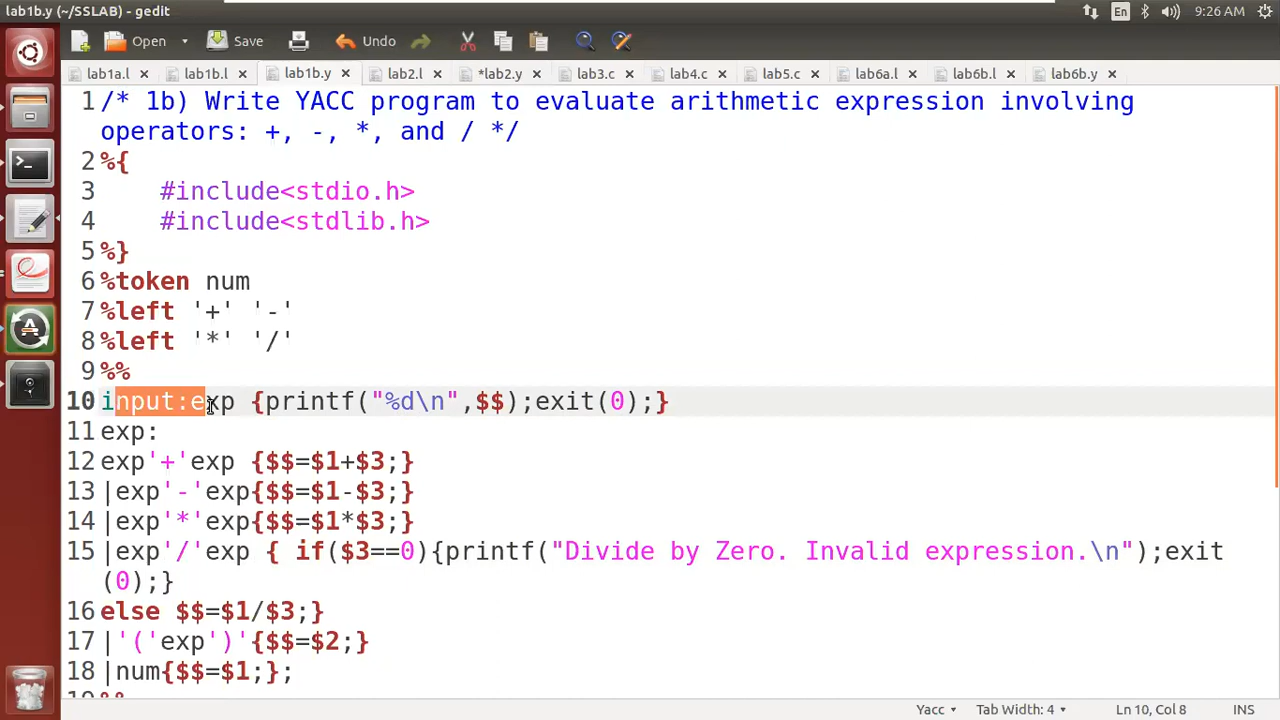 lab1b.y (~/SSLAB) - gedit
En
9:26 AM
Open
Save
Undo
lab1a.l
lab1b.l
lab1b.y
lab2.l
*lab2.y
lab3.c
lab4.c
lab5.c
lab6a.l
lab6b.l
lab6b.y
1 /* 1b) Write YACC program to evaluate arithmetic expression involving
operators: +, -, *, and / */
2 %{
3 #include<stdio.h>
4 #include<stdlib.h>
5 %}
6 %token num
7 %left '+' '-'
8 %left '*' '/'
9 %%
10 input:exp {printf("%d\n",$$);exit(0);}
11 exp:
12 exp'+'exp {$$=$1+$3;}
13 |exp'-'exp{$$=$1-$3;}
14 |exp'*'exp{$$=$1*$3;}
15 |exp'/'exp { if($3==0){printf("Divide by Zero. Invalid expression.\n");exit
(0);}
16 else $$=$1/$3;}
17 |'('exp')'{$$=$2;}
18 |num{$$=$1;};
19 %%
Yacc
Tab Width: 4
Ln 10, Col 8
INS